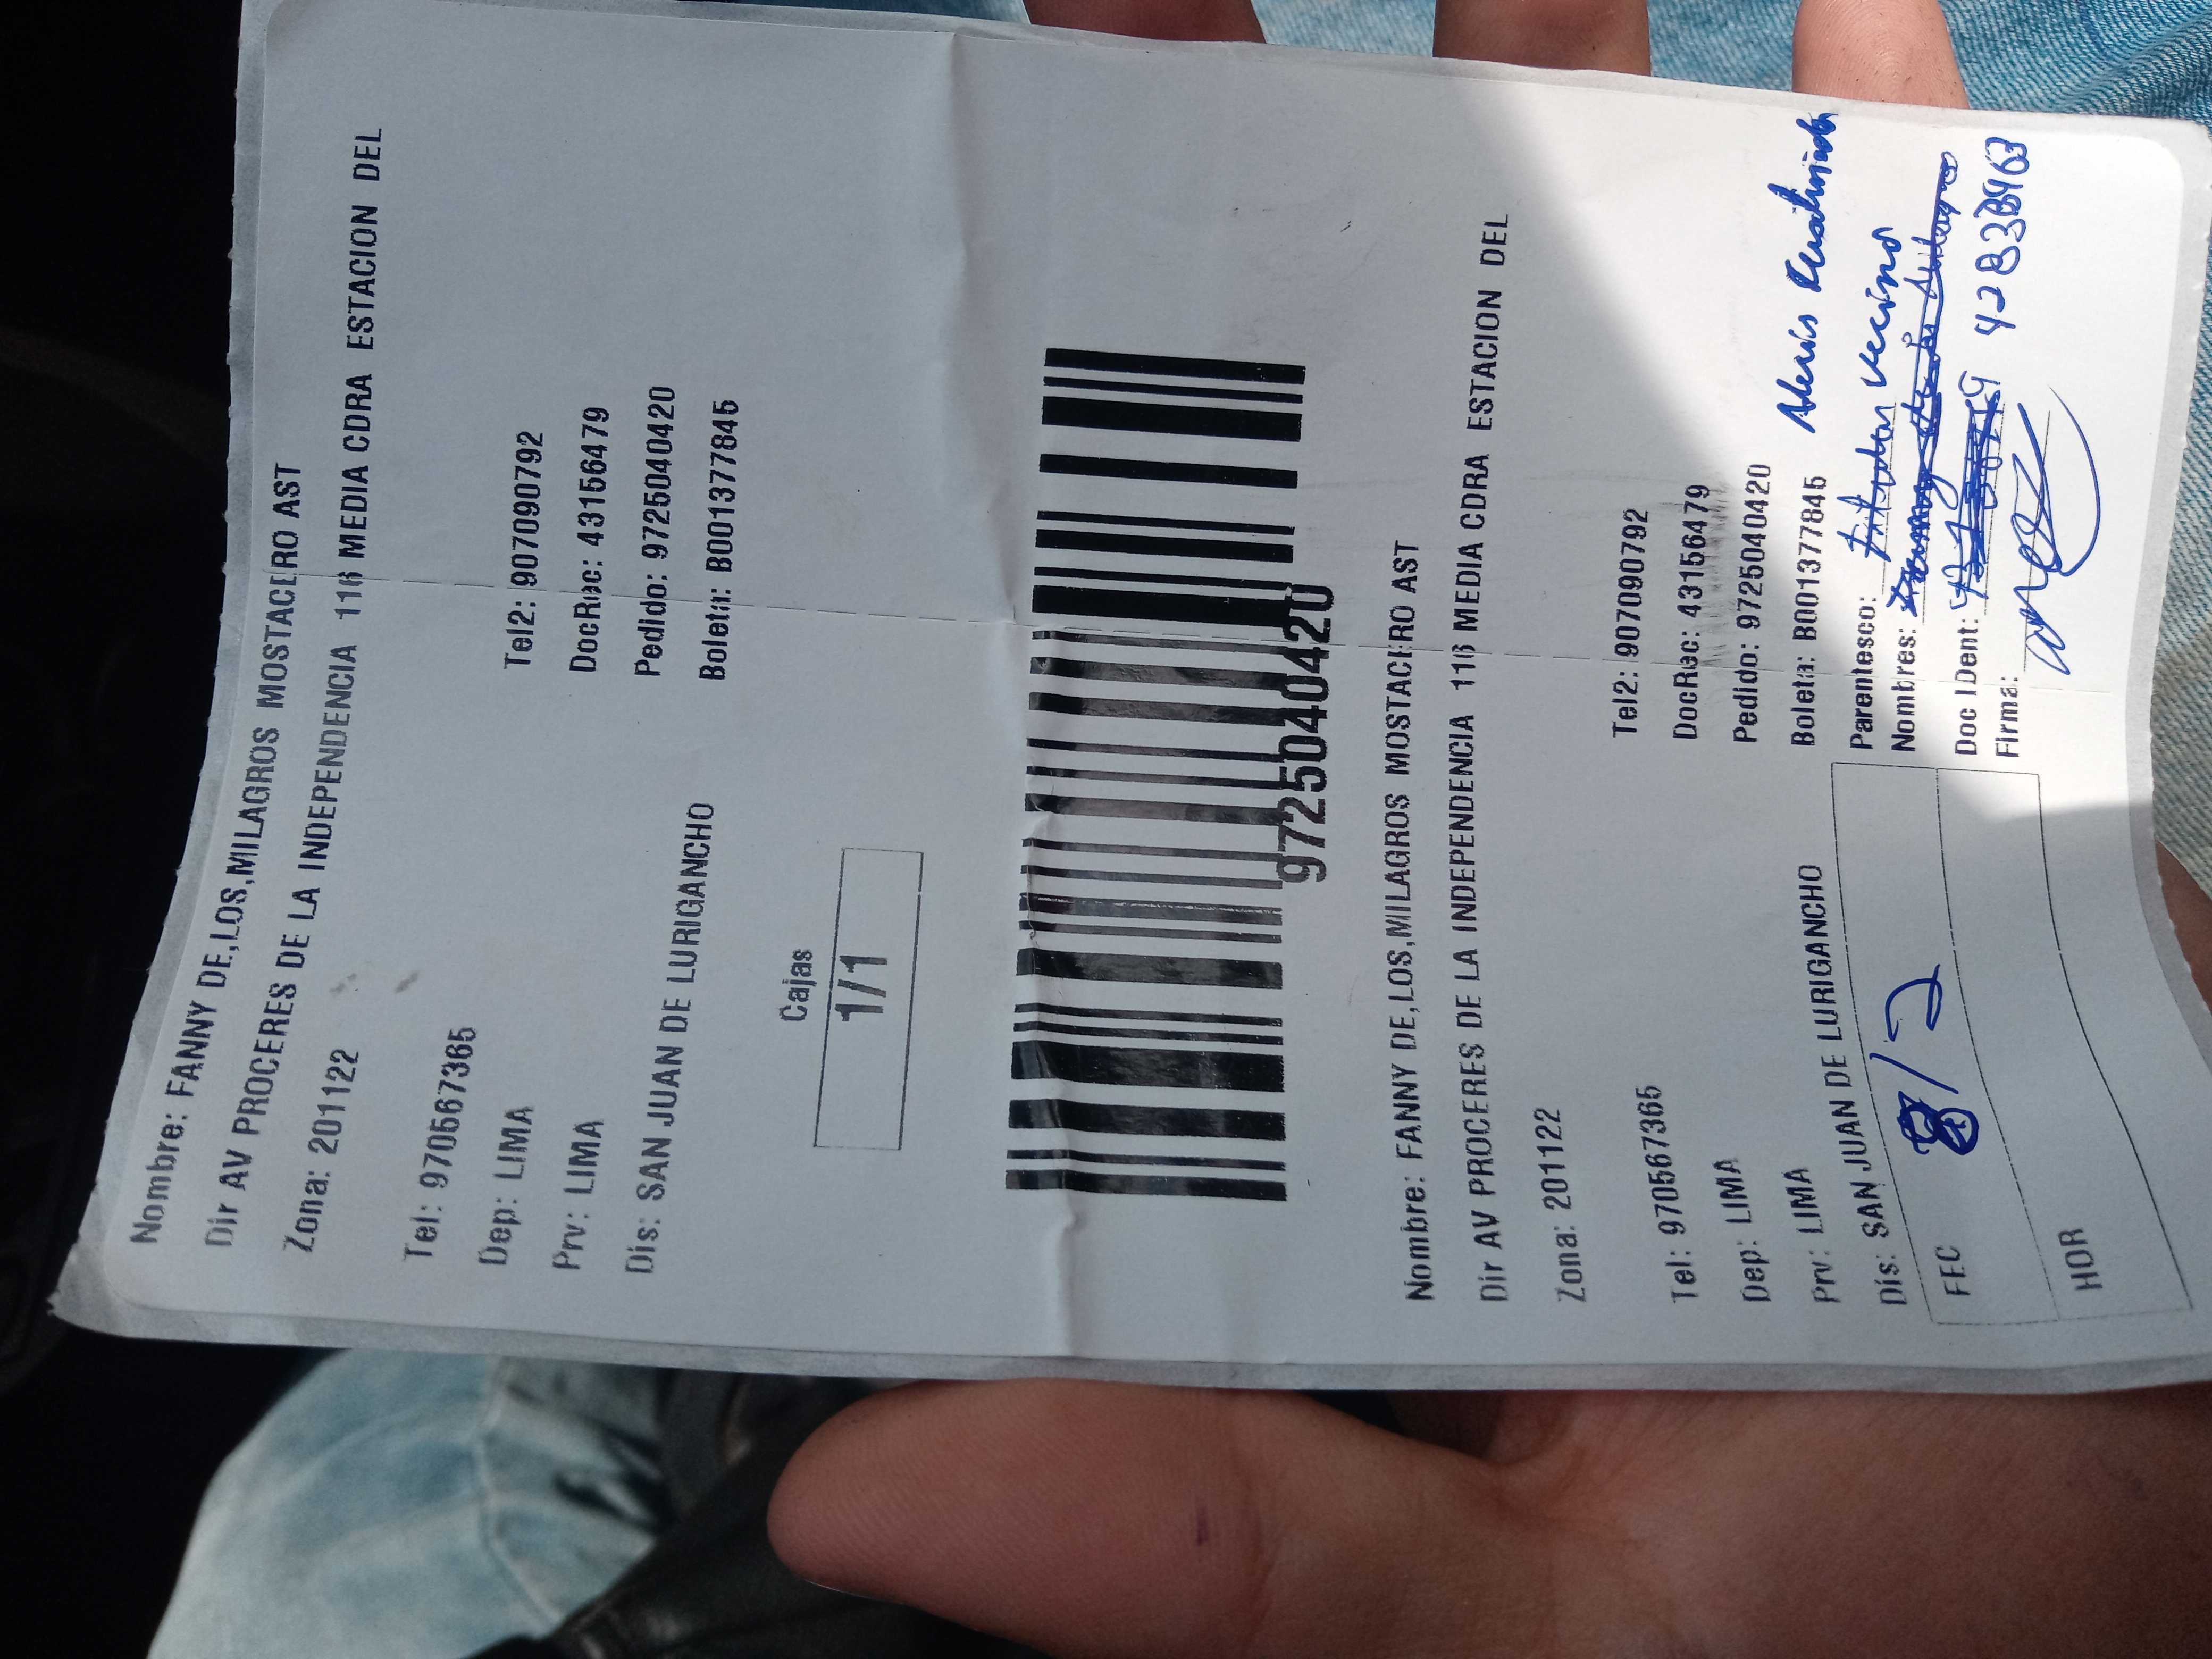 Nombre: FANNY DE,LOS,MILAGROS MOSTACERO AST
Dir AV PROCERES DE LA INDEPENDENCIA 116 MEDIA CDRA ESTACION DEL
Zona: 201122
Tel: 970567365 Tel2: 907090792
Dep: LIMA DocRec: 43156479
Prv: LIMA Pedido: 9725040420
Dis: SAN JUAN DE LURIGANCHO Boleta: B001377845
Cajas
1/1
9725040420
Nombre: FANNY DE,LOS,MILAGROS MOSTACERO AST
Dir AV PROCERES DE LA INDEPENDENCIA 116 MEDIA CDRA ESTACION DEL
Zona: 201122
Tel: 970567365 Tel2: 907090792
Dep: LIMA DocRec: 43156479
Prv: LIMA Pedido: 9725040420
Dis: SAN JUAN DE LURIGANCHO Boleta: B001377845
FEC 8/2 Parentesco: vecino
Nombres:
Doc IDent:
HOR Firma: